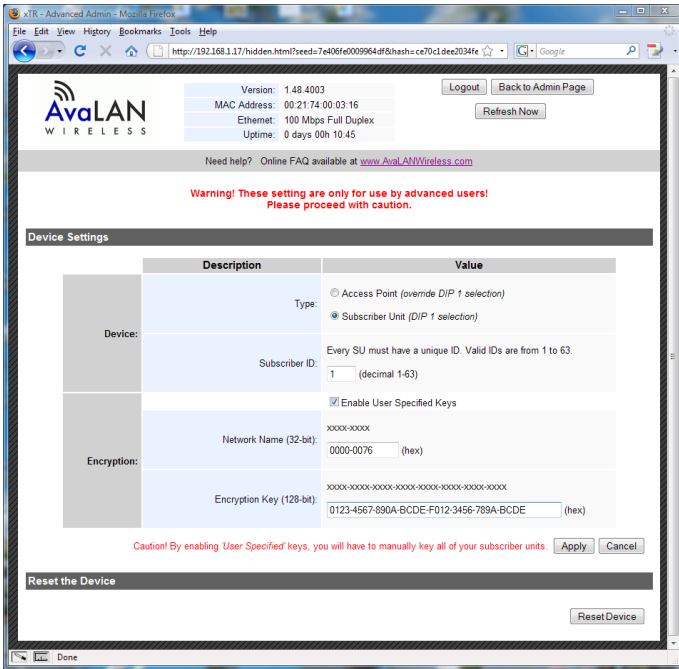 xTR - Advanced Admin - Mozilla Firefox
File Edit View History Bookmarks Tools Help
http://192.168.1.17/hidden.html?seed=7e406fe0009964df&hash=ce70c1dee2034fe
G Google
AvaLAN
WIRELESS
Version: 1.48.4003
MAC Address: 00:21:74:00:03:16
Ethernet: 100 Mbps Full Duplex
Uptime: 0 days 00h 10:45
Logout Back to Admin Page
Refresh Now
Need help? Online FAQ available at www.AvaLANWireless.com
Warning! These setting are only for use by advanced users!
Please proceed with caution.
Device Settings
Description Value
Device:
Type:
Access Point (override DIP 1 selection)
Subscriber Unit (DIP 1 selection)
Subscriber ID:
Every SU must have a unique ID. Valid IDs are from 1 to 63.
1 (decimal 1-63)
Encryption:
Enable User Specified Keys
Network Name (32-bit):
xxxx-xxxx
0000-0076 (hex)
Encryption Key (128-bit):
xxxx-xxxx-xxxx-xxxx-xxxx-xxxx-xxxx-xxxx
0123-4567-890A-BCDE-F012-3456-789A-BCDE (hex)
Caution! By enabling 'User Specified' keys, you will have to manually key all of your subscriber units. Apply Cancel
Reset the Device
Reset Device
Done